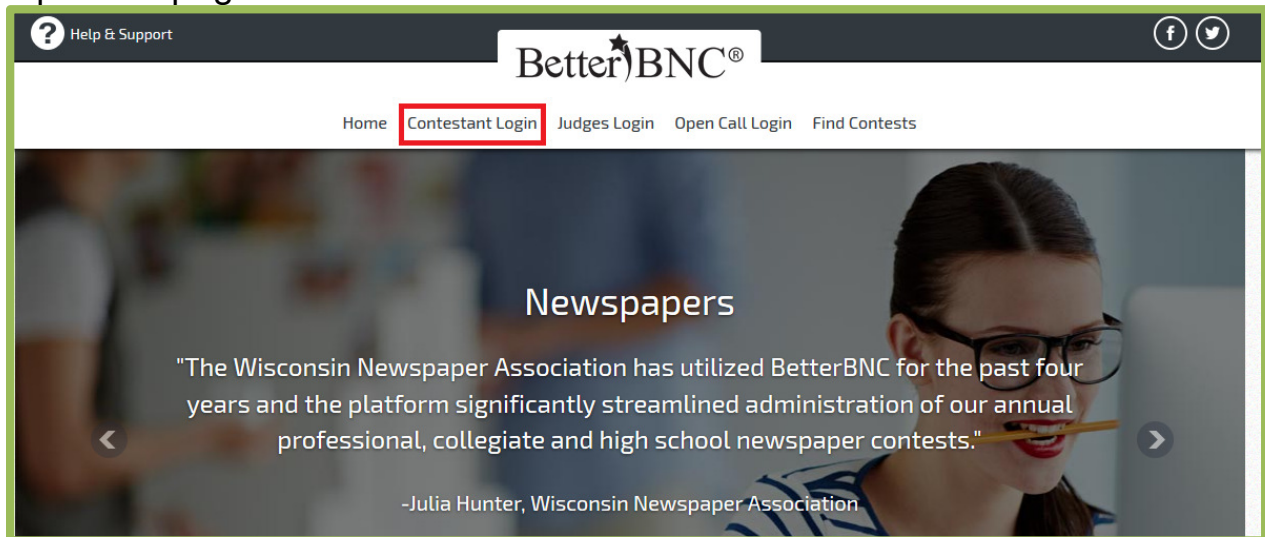 Help & Support
BetterBNC®
Home Contestant Login Judges Login Open Call Login Find Contests
Newspapers
"The Wisconsin Newspaper Association has utilized BetterBNC for the past four
years and the platform significantly streamlined administration of our annual
professional, collegiate and high school newspaper contests."
-Julia Hunter, Wisconsin Newspaper Association